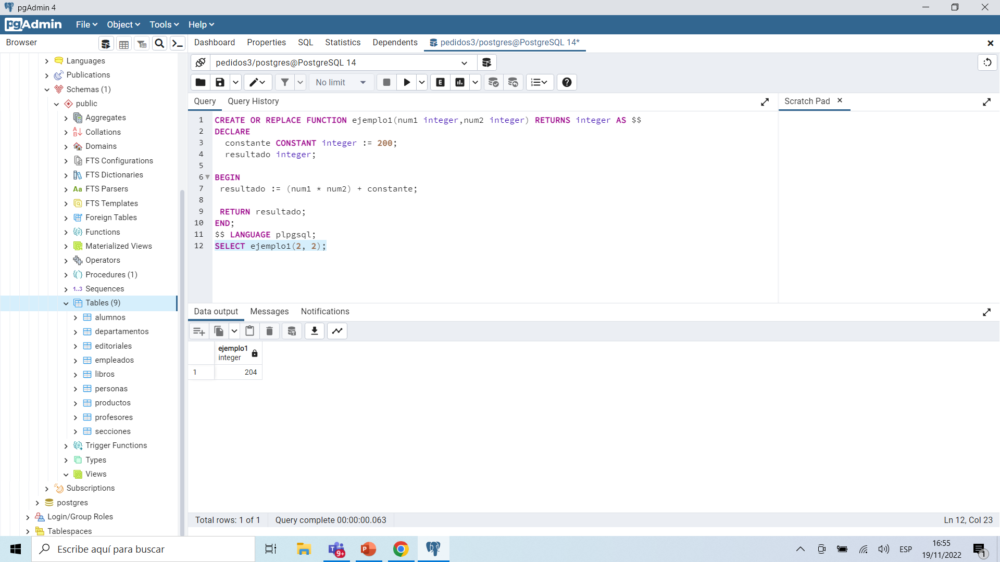 pgAdmin 4
pgAdmin File Object Tools Help
Browser
Dashboard Properties SQL Statistics Dependents pedidos3/postgres@PostgreSQL 14*
pedidos3/postgres@PostgreSQL 14
No limit
Query Query History
Scratch Pad
Languages
Publications
Schemas (1)
public
Aggregates
Collations
Domains
FTS Configurations
FTS Dictionaries
Aa FTS Parsers
FTS Templates
Foreign Tables
Functions
Materialized Views
Operators
Procedures (1)
1..3 Sequences
Tables (9)
alumnos
departamentos
editoriales
empleados
libros
personas
productos
profesores
secciones
Trigger Functions
Types
Views
Subscriptions
postgres
Login/Group Roles
Tablespaces
1 CREATE OR REPLACE FUNCTION ejemplo1(num1 integer,num2 integer) RETURNS integer AS $$
2 DECLARE
3 constante CONSTANT integer := 200;
4 resultado integer;
5
6 BEGIN
7 resultado := (num1 * num2) + constante;
8
9 RETURN resultado;
10 END;
11 $$ LANGUAGE plpgsql;
12 SELECT ejemplo1(2, 2);
Data output Messages Notifications
ejemplo1
integer
1 204
Total rows: 1 of 1 Query complete 00:00:00.063 Ln 12, Col 23
Escribe aquí para buscar
9+
ESP
16:55
19/11/2022
1